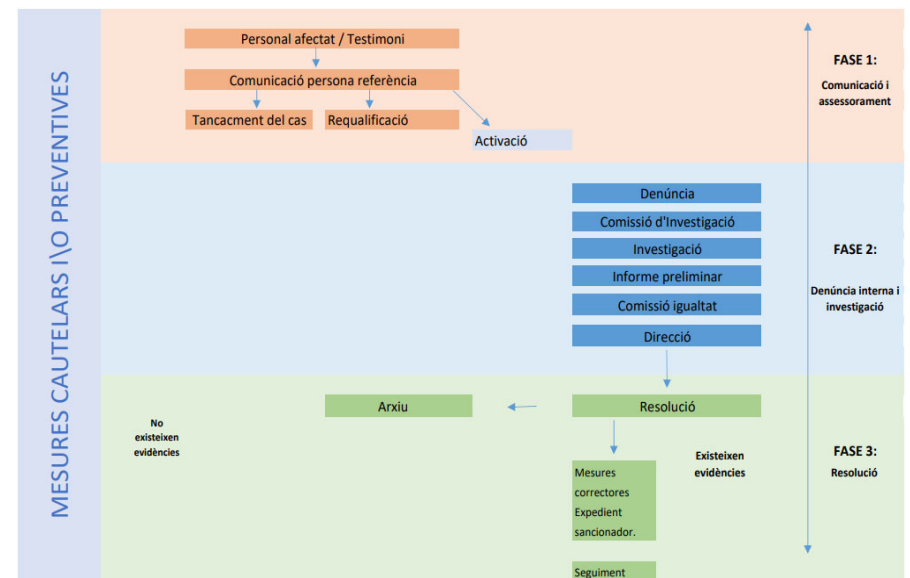 MESURES CAUTELARS I\O PREVENTIVES
Personal afectat / Testimoni
Comunicació persona referència
Tancacment del cas
Requalificació
Activació
FASE 1:
Comunicació i
assessorament
Denúncia
Comissió d'Investigació
Investigació
Informe preliminar
Comissió igualtat
Direcció
FASE 2:
Denúncia interna i
investigació
No
existeixen
evidències
Arxiu
Resolució
Mesures
correctores
Expedient
sancionador.
Existeixen
evidències
Seguiment
FASE 3:
Resolució